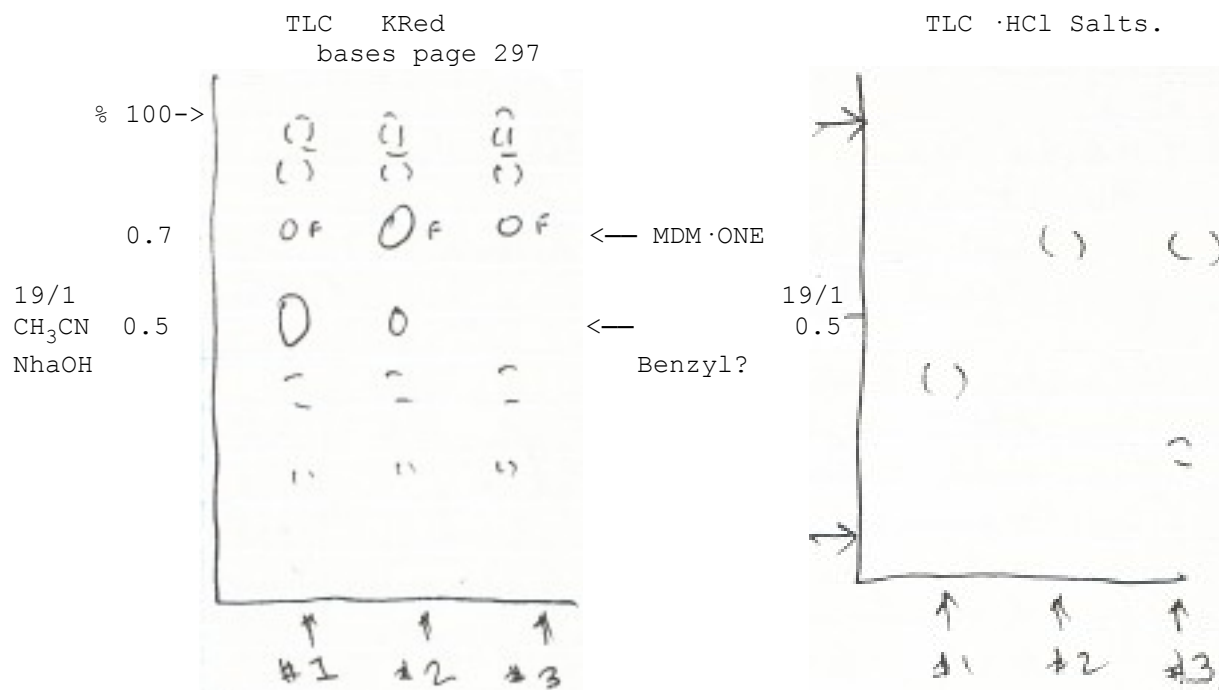 TLC KRed
bases page 297
% 100->
0.7
<— MDM·ONE
19/1
CH₃CN 0.5
<—
NhaOH
Benzyl?
F F F
#1 #2 #3
TLC ·HCl Salts.
19/1
0.5
#1 #2 #3